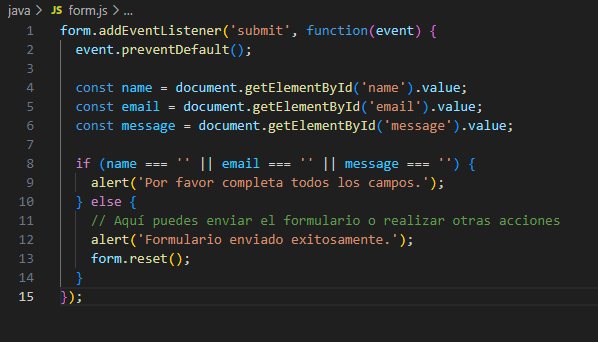 java > JS form.js > ...
1 form.addEventListener('submit', function(event) {
2   event.preventDefault();
3
4   const name = document.getElementById('name').value;
5   const email = document.getElementById('email').value;
6   const message = document.getElementById('message').value;
7
8   if (name === '' || email === '' || message === '') {
9     alert('Por favor completa todos los campos.');
10   } else {
11     // Aquí puedes enviar el formulario o realizar otras acciones
12     alert('Formulario enviado exitosamente.');
13     form.reset();
14   }
15 });